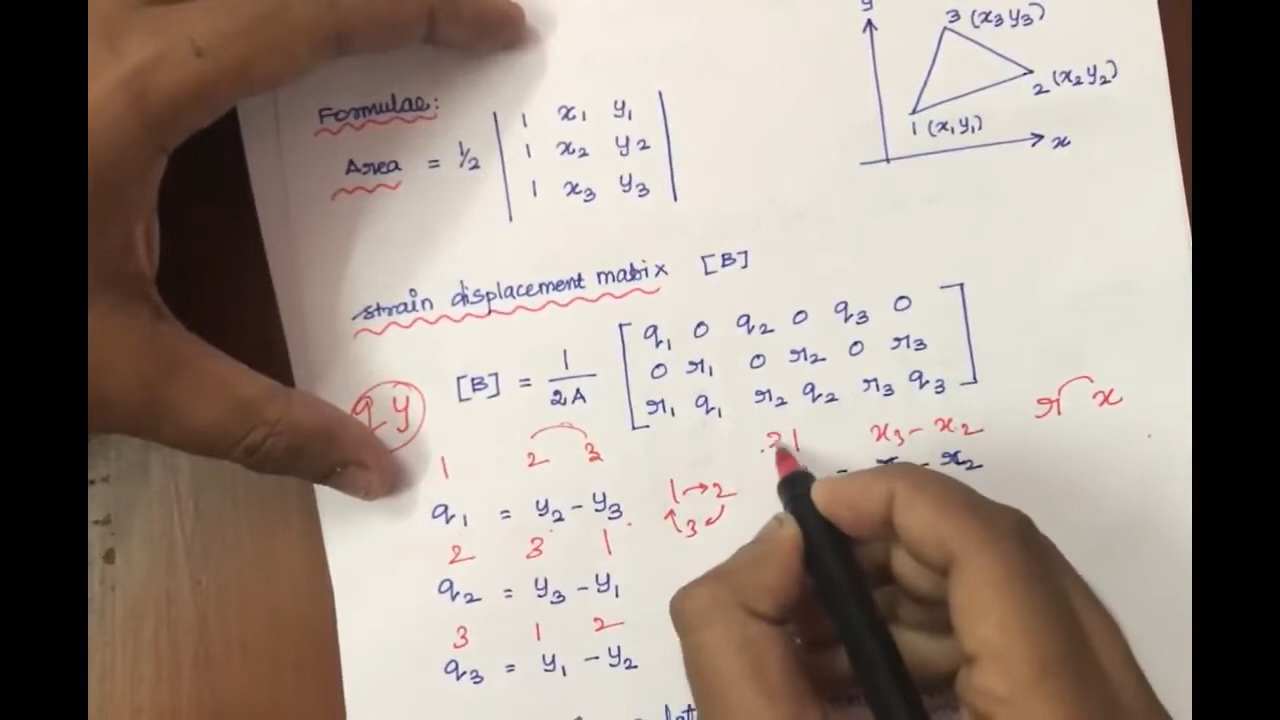 y
3 (x₃ y₃)
2 (x₂ y₂)
1 (x₁ y₁)
x
Formulae:
Area = 1/2 | 1 x₁ y₁
1 x₂ y₂
1 x₃ y₃ |
strain displacement matrix [B]
[B] = 1/2A [ q₁ 0 q₂ 0 q₃ 0
0 r₁ 0 r₂ 0 r₃
r₁ q₁ r₂ q₂ r₃ q₃ ]
q y
r x
1 2 3
31 x₃ - x₂
q₁ = y₂ - y₃
1 → 2
3
- x₂
2 3 1
q₂ = y₃ - y₁
3 1 2
q₃ = y₁ - y₂